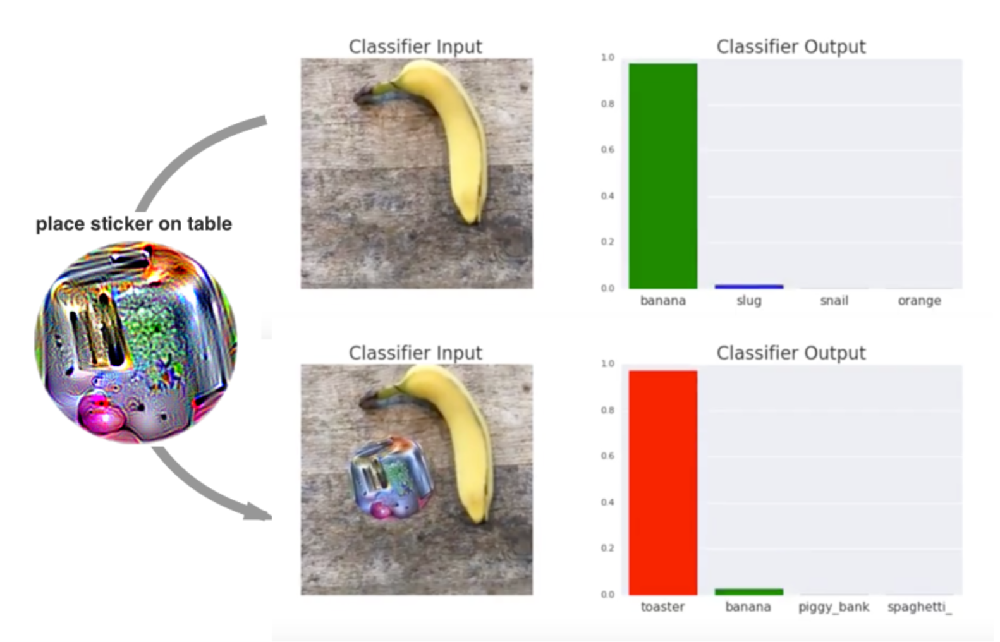 Classifier Input
Classifier Output
1.0
0.8
0.6
0.4
0.2
0.0
banana slug snail orange
place sticker on table
Classifier Input
Classifier Output
1.0
0.8
0.6
0.4
0.2
0.0
toaster banana piggy_bank spaghetti_